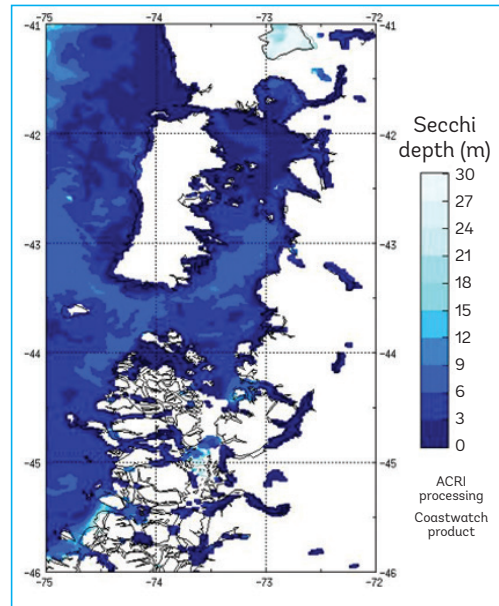 -75 -74 -73 -72
-41 -41
-42 -42
-43 -43
-44 -44
-45 -45
-46 -46
-75 -74 -73 -72
Secchi
depth (m)
30
27
24
21
18
15
12
9
6
3
0
ACRI
processing
Coastwatch
product